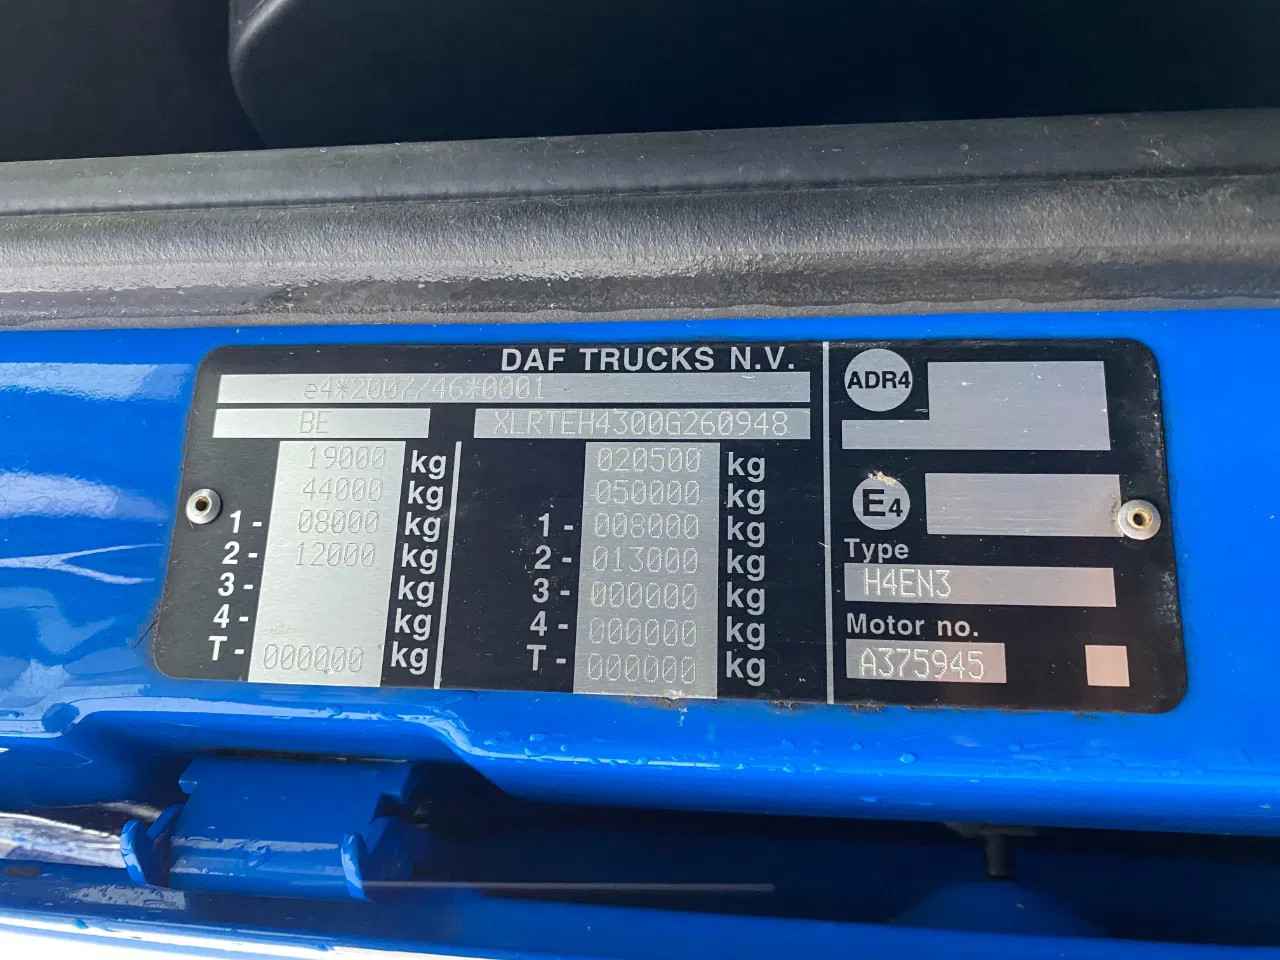 DAF TRUCKS N.V.
e4*2007/46*0001
BE XLRTEH4300G260948
19000 kg 020500 kg
44000 kg 050000 kg
1- 08000 kg 1- 008000 kg
2- 12000 kg 2- 013000 kg
3- kg 3- 000000 kg
4- kg 4- 000000 kg
T- 000000 kg T- 000000 kg
ADR4
E4
Type
H4EN3
Motor no.
A375945